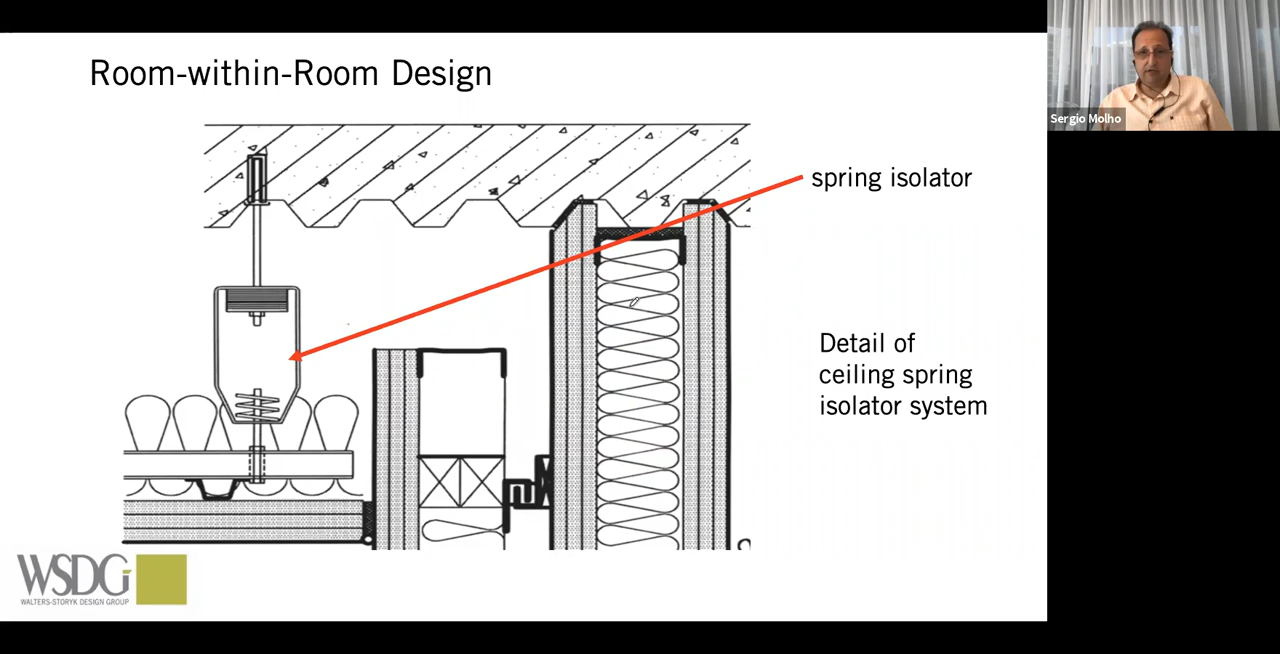 Room-within-Room Design
spring isolator
Detail of
ceiling spring
isolator system
WSDG
WALTERS-STORYK DESIGN GROUP
Sergio Molho